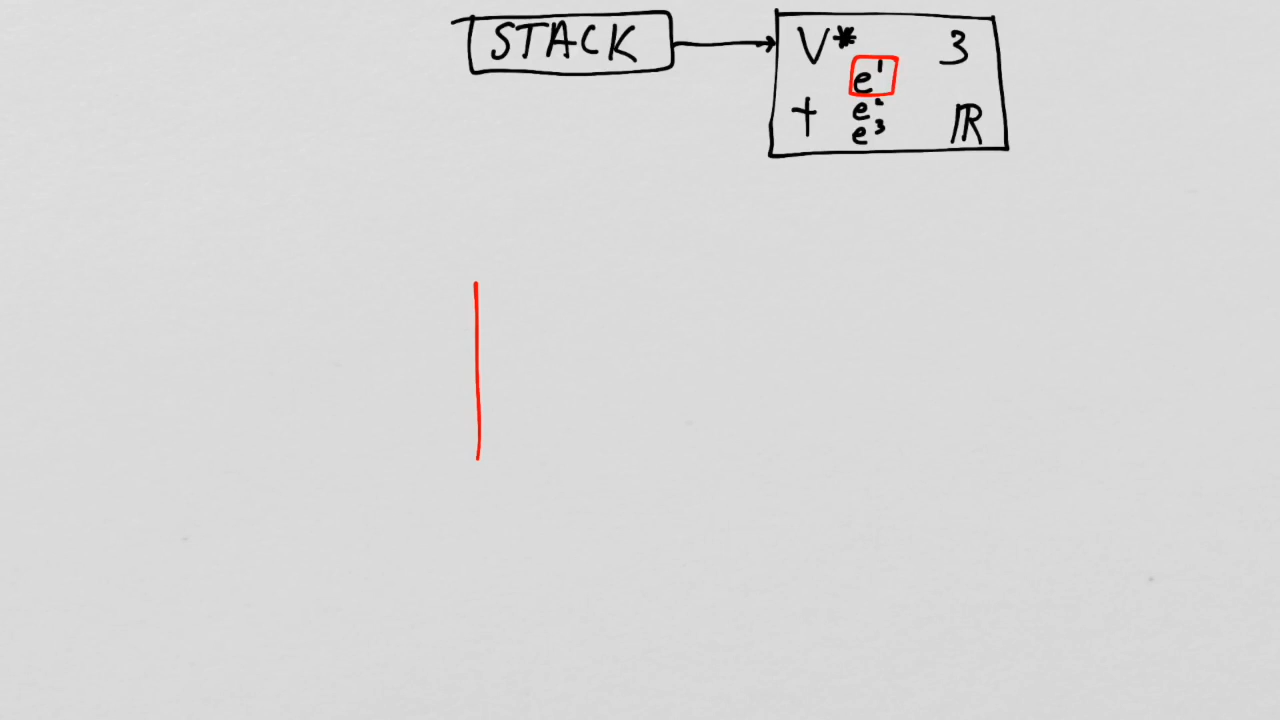 STACK
V* 3
e¹
+ e² ℝ
e³